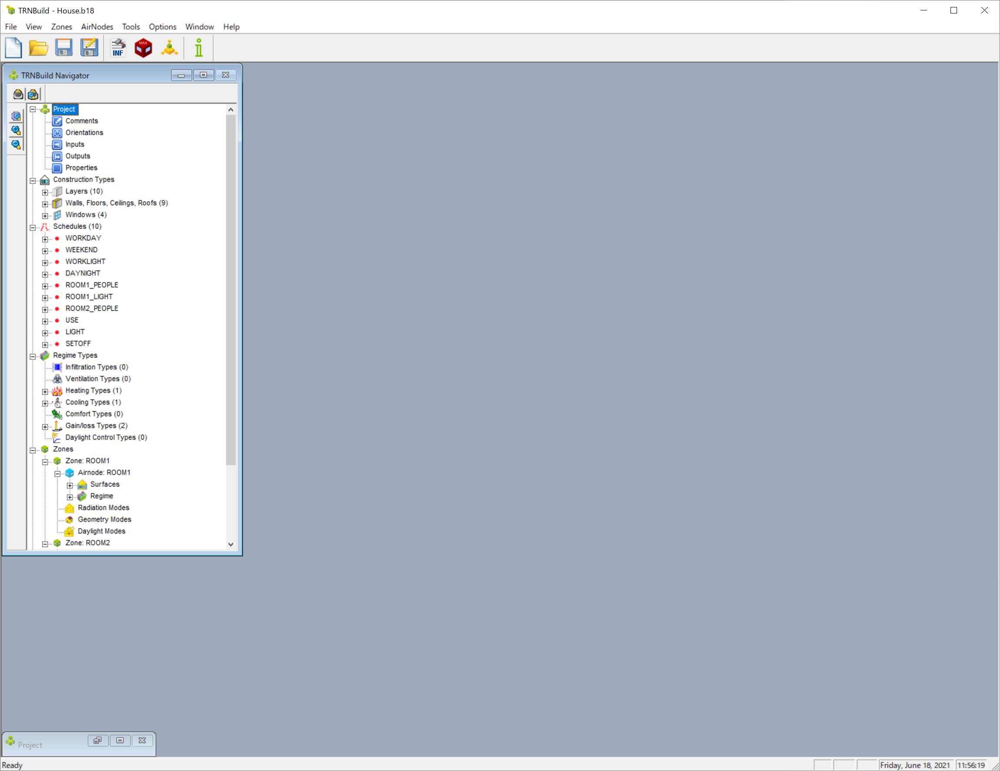 TRNBuild - House.b18
File View Zones AirNodes Tools Options Window Help
INF MAX
TRNBuild Navigator
Project
Comments
Orientations
Inputs
Outputs
Properties
Construction Types
Layers (10)
Walls, Floors, Ceilings, Roofs (9)
Windows (4)
Schedules (10)
WORKDAY
WEEKEND
WORKLIGHT
DAYNIGHT
ROOM1_PEOPLE
ROOM1_LIGHT
ROOM2_PEOPLE
USE
LIGHT
SETOFF
Regime Types
Infiltration Types (0)
Ventilation Types (0)
Heating Types (1)
Cooling Types (1)
Comfort Types (0)
Gain/loss Types (2)
Daylight Control Types (0)
Zones
Zone: ROOM1
Airnode: ROOM1
Surfaces
Regime
Radiation Modes
Geometry Modes
Daylight Modes
Zone: ROOM2
Project
Ready Friday, June 18, 2021 11:56:19